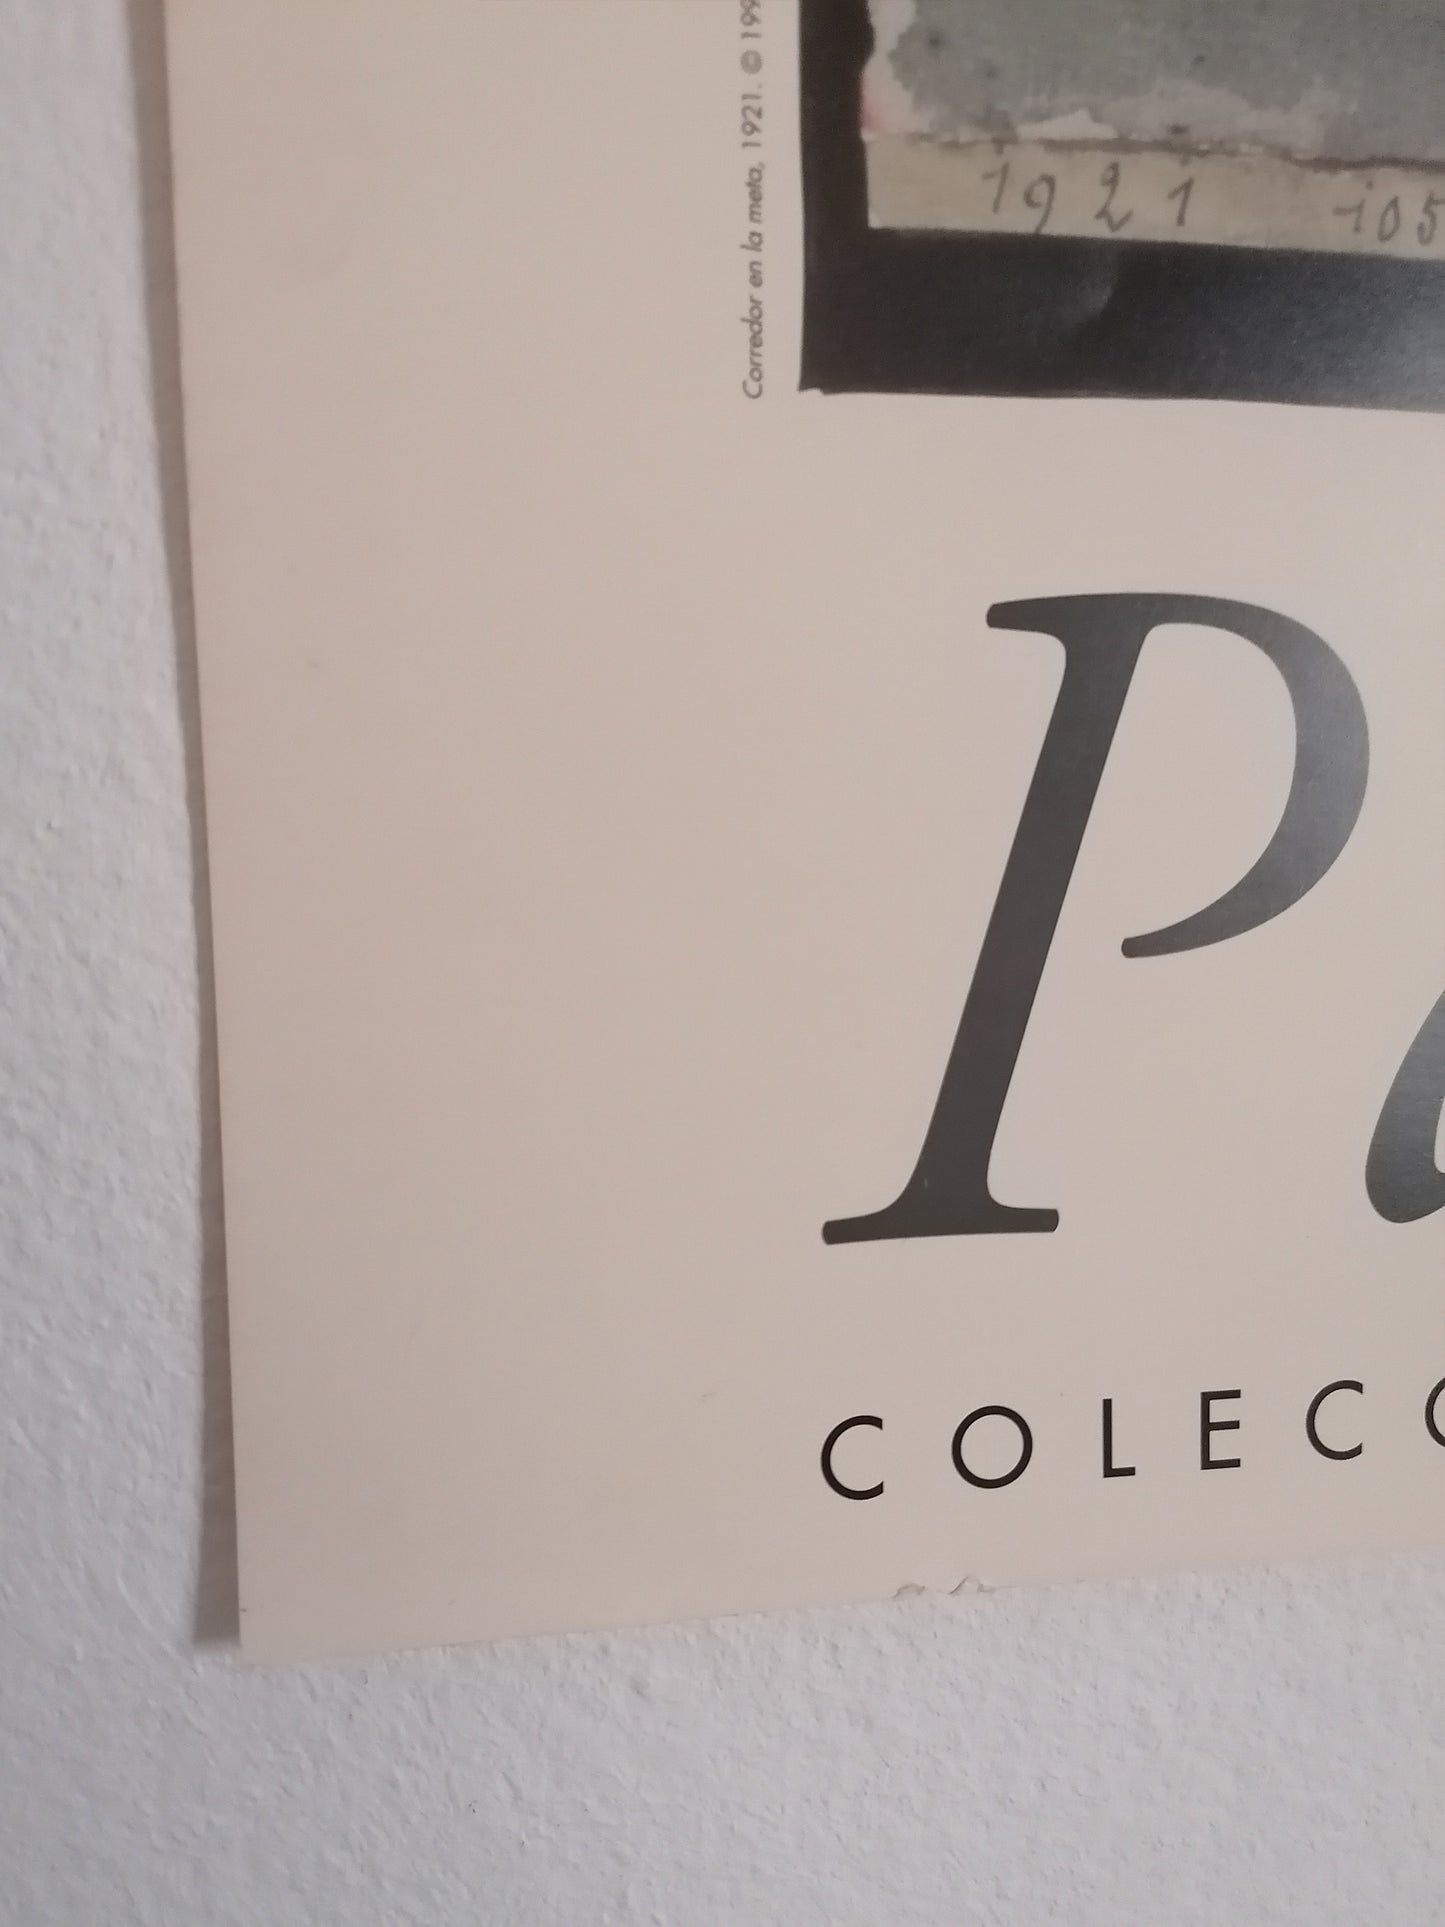 Corredor en la meta, 1921. © 199
1921 105
Pa
COLECC